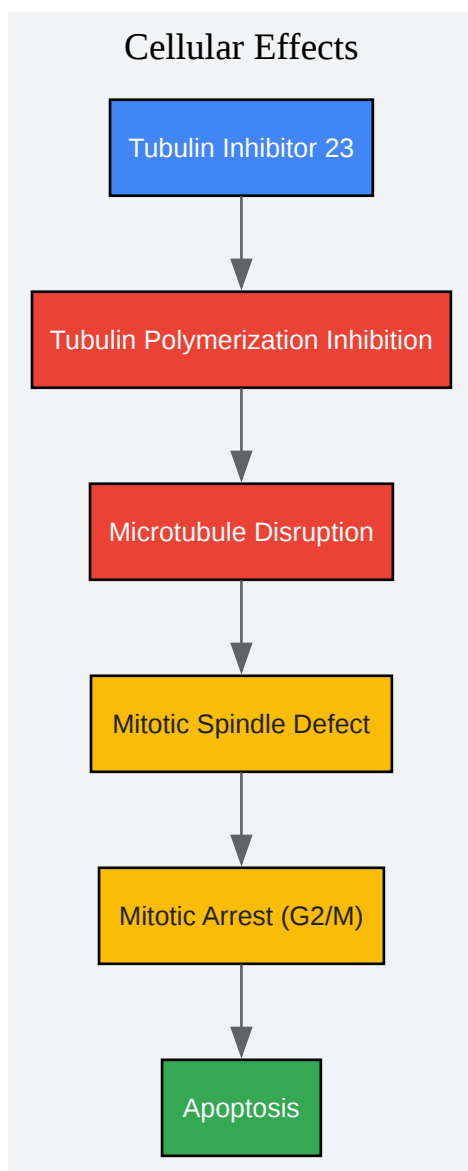 Cellular Effects
Tubulin Inhibitor 23
Tubulin Polymerization Inhibition
Microtubule Disruption
Mitotic Spindle Defect
Mitotic Arrest (G2/M)
Apoptosis